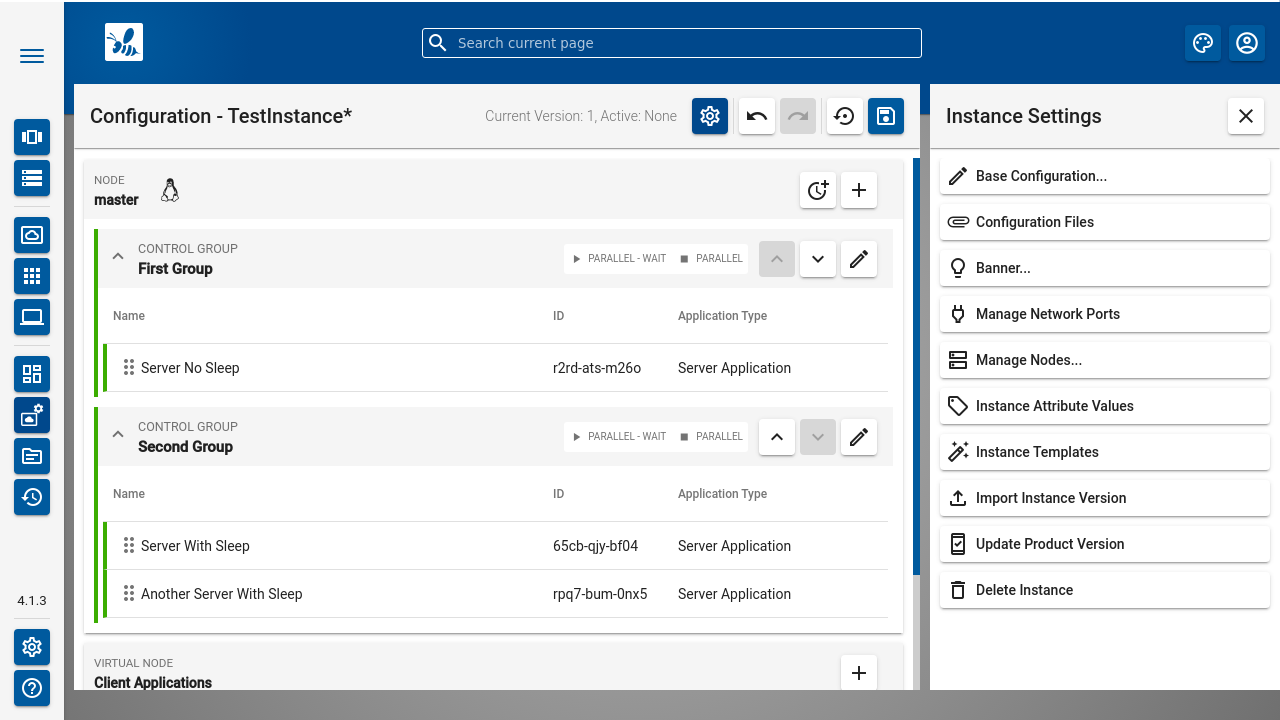 Search current page
Configuration - TestInstance*
Current Version: 1, Active: None
Instance Settings
NODE
master
CONTROL GROUP
First Group
PARALLEL - WAIT
PARALLEL
Name
ID
Application Type
Server No Sleep
r2rd-ats-m26o
Server Application
CONTROL GROUP
Second Group
PARALLEL - WAIT
PARALLEL
Name
ID
Application Type
Server With Sleep
65cb-qjy-bf04
Server Application
Another Server With Sleep
rpq7-bum-0nx5
Server Application
VIRTUAL NODE
Client Applications
Base Configuration...
Configuration Files
Banner...
Manage Network Ports
Manage Nodes...
Instance Attribute Values
Instance Templates
Import Instance Version
Update Product Version
Delete Instance
4.1.3